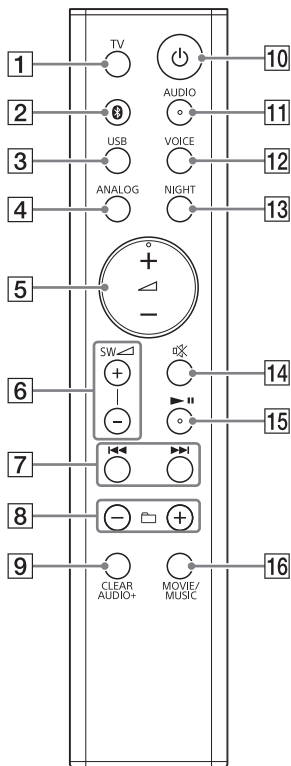 TV
1
10
2
AUDIO
11
3
USB
VOICE
12
4
ANALOG
NIGHT
13
5
+
−
6
SW
+
−
14
15
7
8
−
+
9
CLEAR
AUDIO+
MOVIE/
MUSIC
16